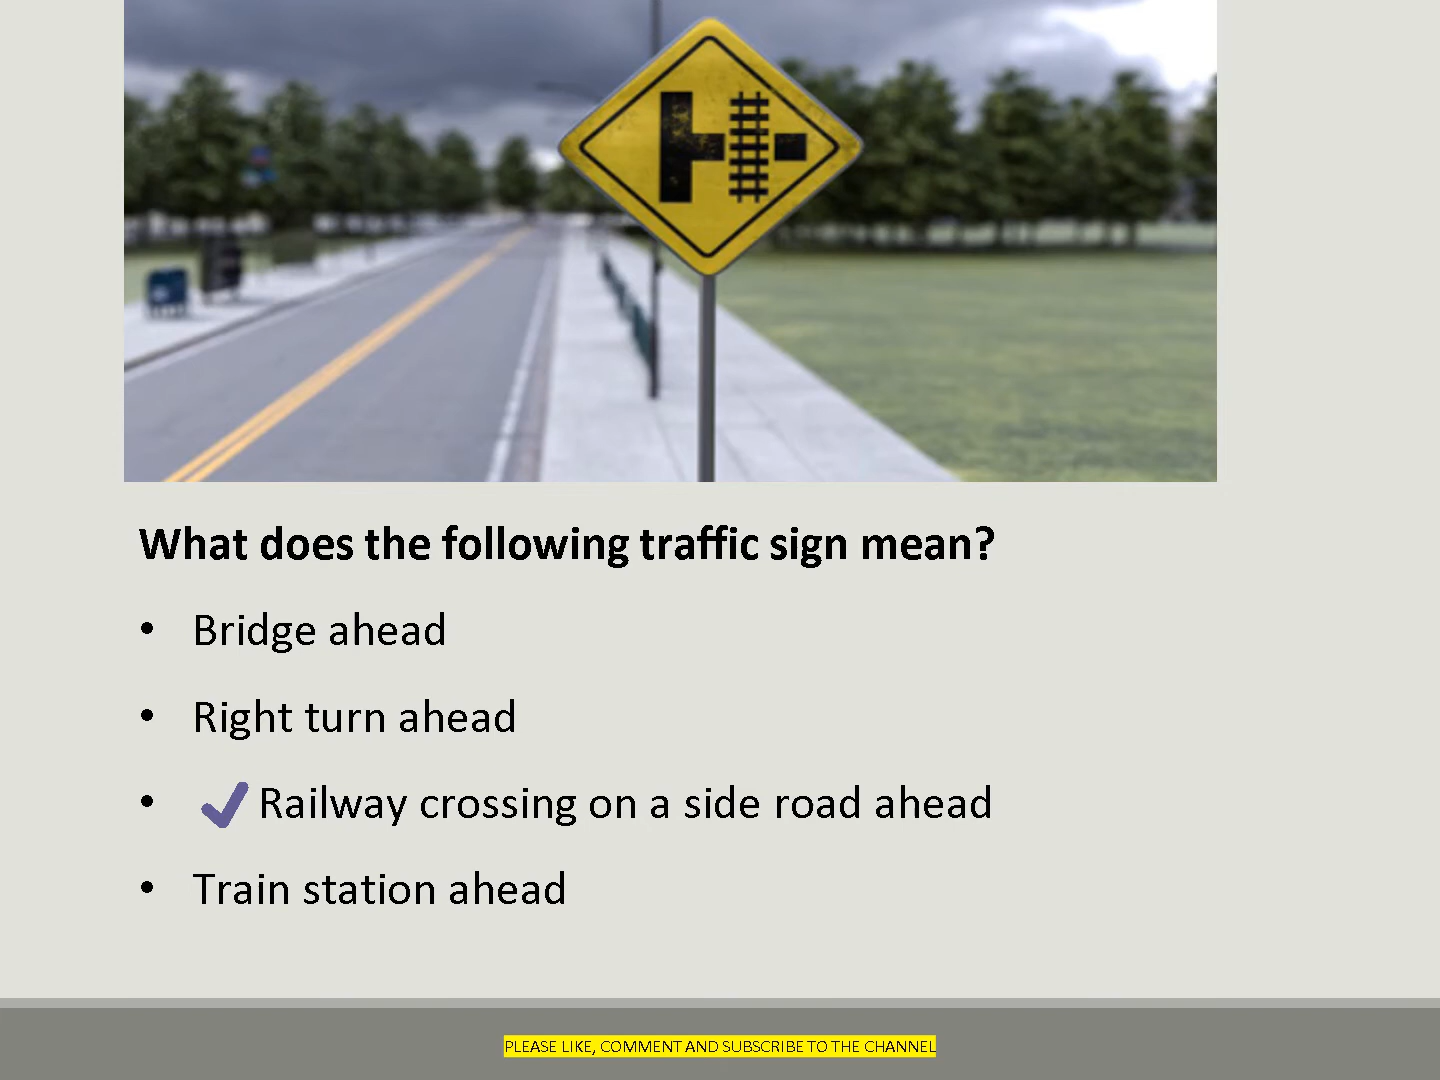 What does the following traffic sign mean?
• Bridge ahead
• Right turn ahead
• Railway crossing on a side road ahead
• Train station ahead
PLEASE LIKE, COMMENT AND SUBSCRIBE TO THE CHANNEL